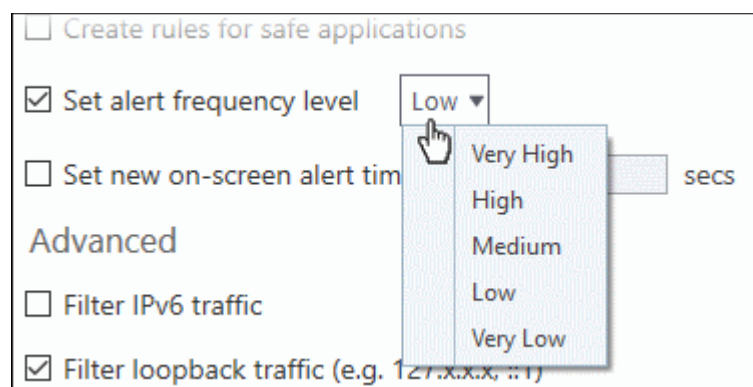 Create rules for safe applications
Set alert frequency level Low
Very High
Set new on-screen alert tim secs
High
Advanced
Medium
Low
Filter IPv6 traffic
Very Low
Filter loopback traffic (e.g. 127.x.x.x, ::1)